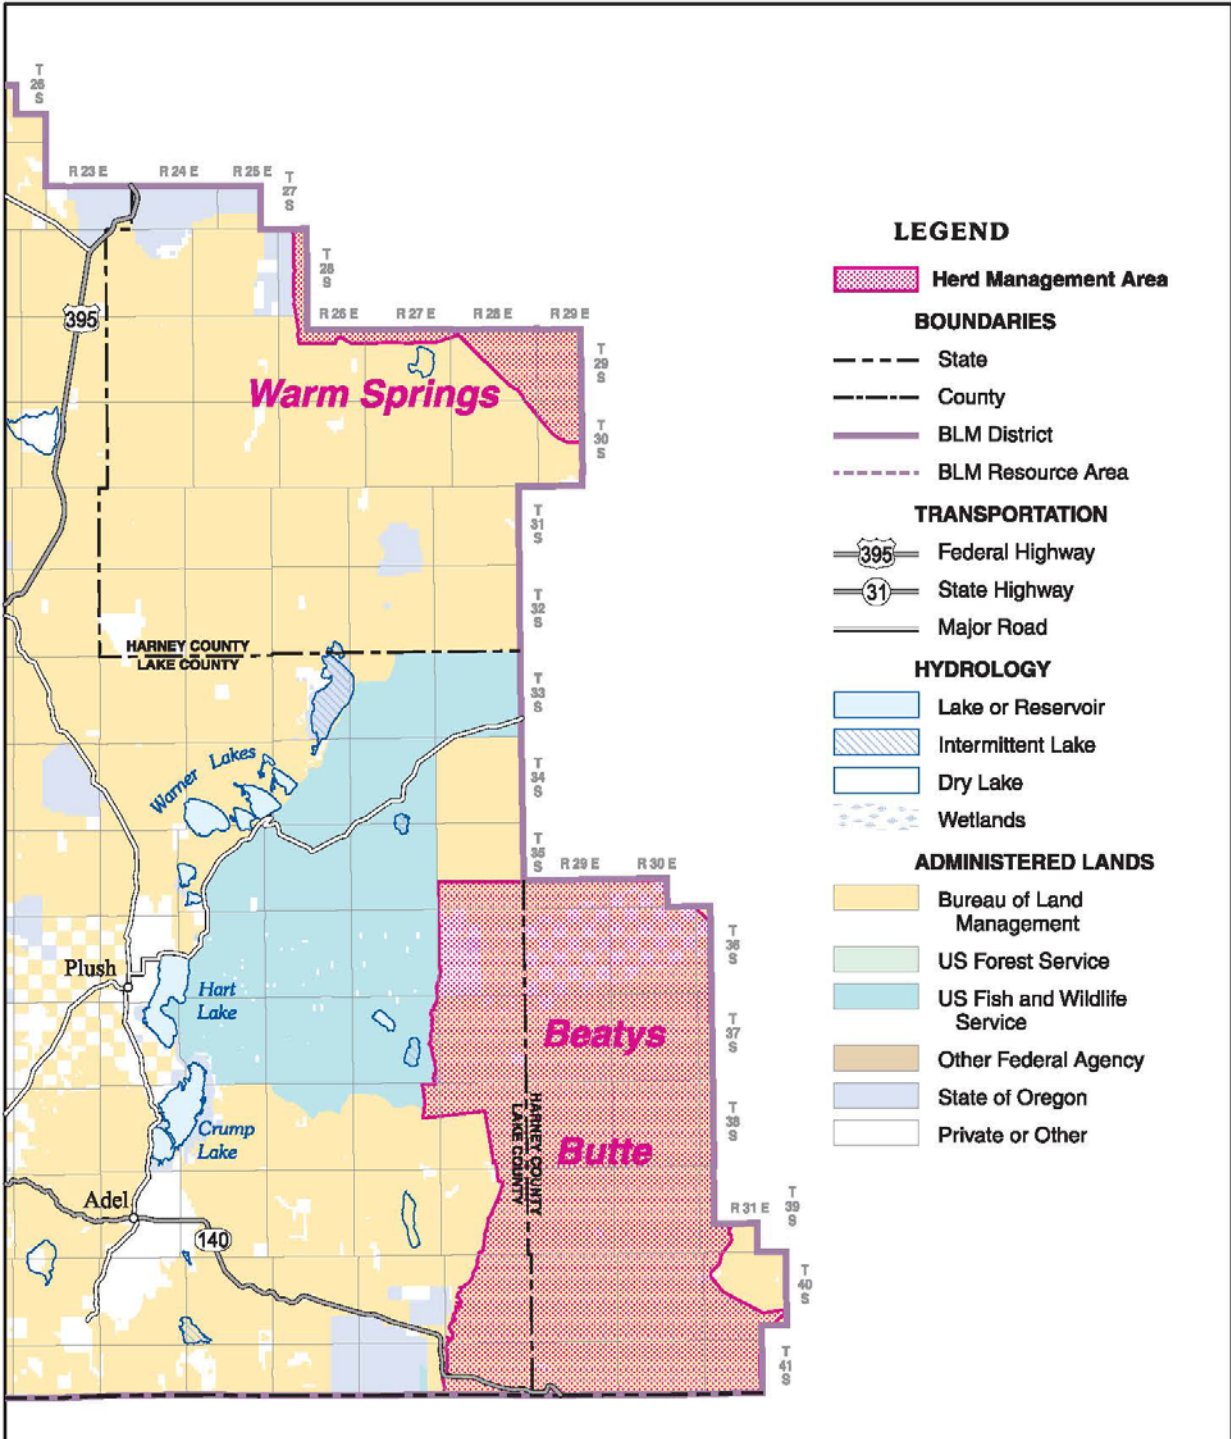 T
26
S
R 23 E
R 24 E
R 25 E
T
27
S
T
28
S
R 26 E
R 27 E
R 28 E
R 29 E
395
T
29
S
Warm Springs
T
30
S
T
31
S
T
32
S
HARNEY COUNTY
LAKE COUNTY
T
33
S
Warner Lakes
T
34
S
T
35
S
R 29 E
R 30 E
T
36
S
Plush
Hart
Lake
Beatys
T
37
S
HARNEY COUNTY
LAKE COUNTY
Crump
Lake
Butte
T
38
S
Adel
R 31 E
T
39
S
140
T
40
S
T
41
S
LEGEND
Herd Management Area
BOUNDARIES
State
County
BLM District
BLM Resource Area
TRANSPORTATION
395 Federal Highway
31 State Highway
Major Road
HYDROLOGY
Lake or Reservoir
Intermittent Lake
Dry Lake
Wetlands
ADMINISTERED LANDS
Bureau of Land
Management
US Forest Service
US Fish and Wildlife
Service
Other Federal Agency
State of Oregon
Private or Other